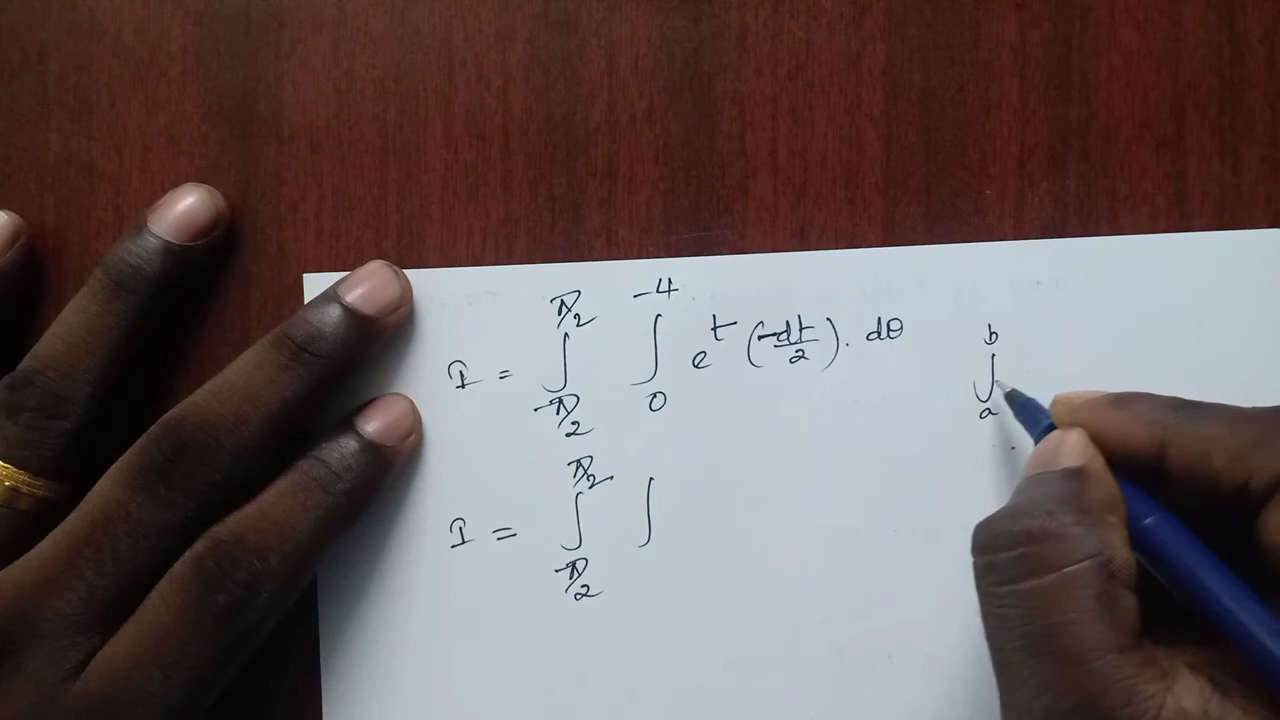 I = ∫_{-π/2}^{π/2} ∫_{0}^{-4} e^t (-dt/2). dθ
∫_{a}^{b}
I = ∫_{-π/2}^{π/2} ∫